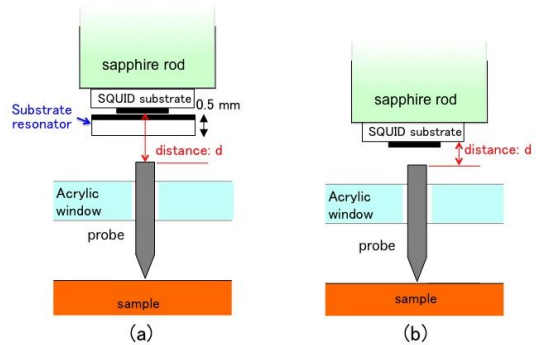 sapphire rod
SQUID substrate
Substrate
resonator
0.5 mm
distance: d
Acrylic
window
probe
sample
(a)
sapphire rod
SQUID substrate
distance: d
Acrylic
window
probe
sample
(b)